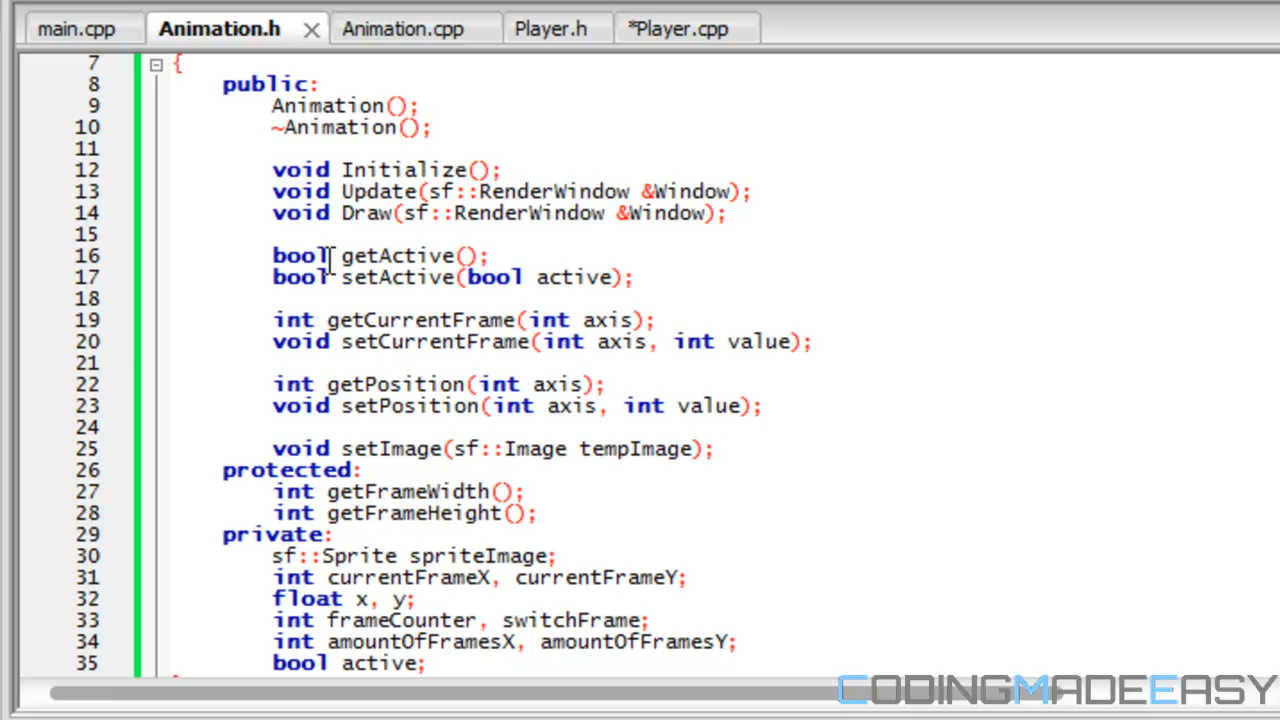 main.cpp Animation.h Animation.cpp Player.h *Player.cpp
7 {
8 public:
9 Animation();
10 ~Animation();
11
12 void Initialize();
13 void Update(sf::RenderWindow &Window);
14 void Draw(sf::RenderWindow &Window);
15
16 bool getActive();
17 bool setActive(bool active);
18
19 int getCurrentFrame(int axis);
20 void setCurrentFrame(int axis, int value);
21
22 int getPosition(int axis);
23 void setPosition(int axis, int value);
24
25 void setImage(sf::Image tempImage);
26 protected:
27 int getFrameWidth();
28 int getFrameHeight();
29 private:
30 sf::Sprite spriteImage;
31 int currentFrameX, currentFrameY;
32 float x, y;
33 int frameCounter, switchFrame;
34 int amountOfFramesX, amountOfFramesY;
35 bool active;
CODINGMADEEASY